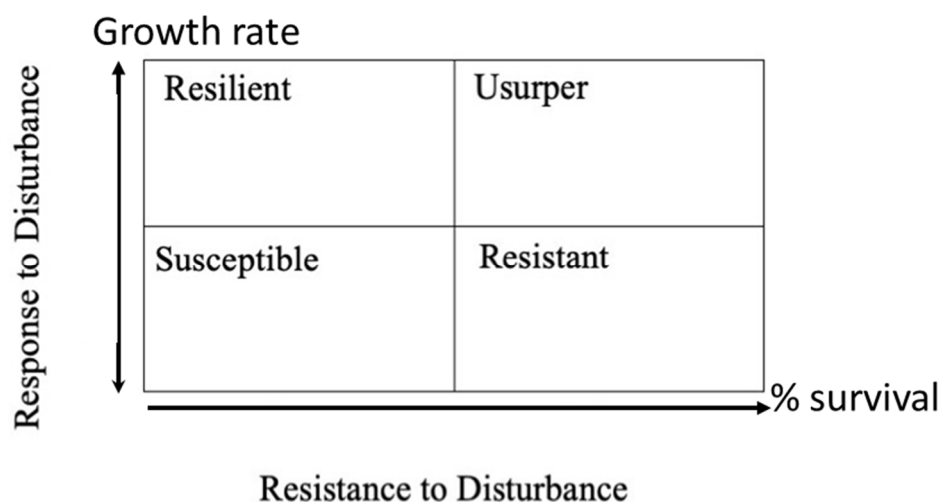 Growth rate
Response to Disturbance
Resilient
Usurper
Susceptible
Resistant
% survival
Resistance to Disturbance